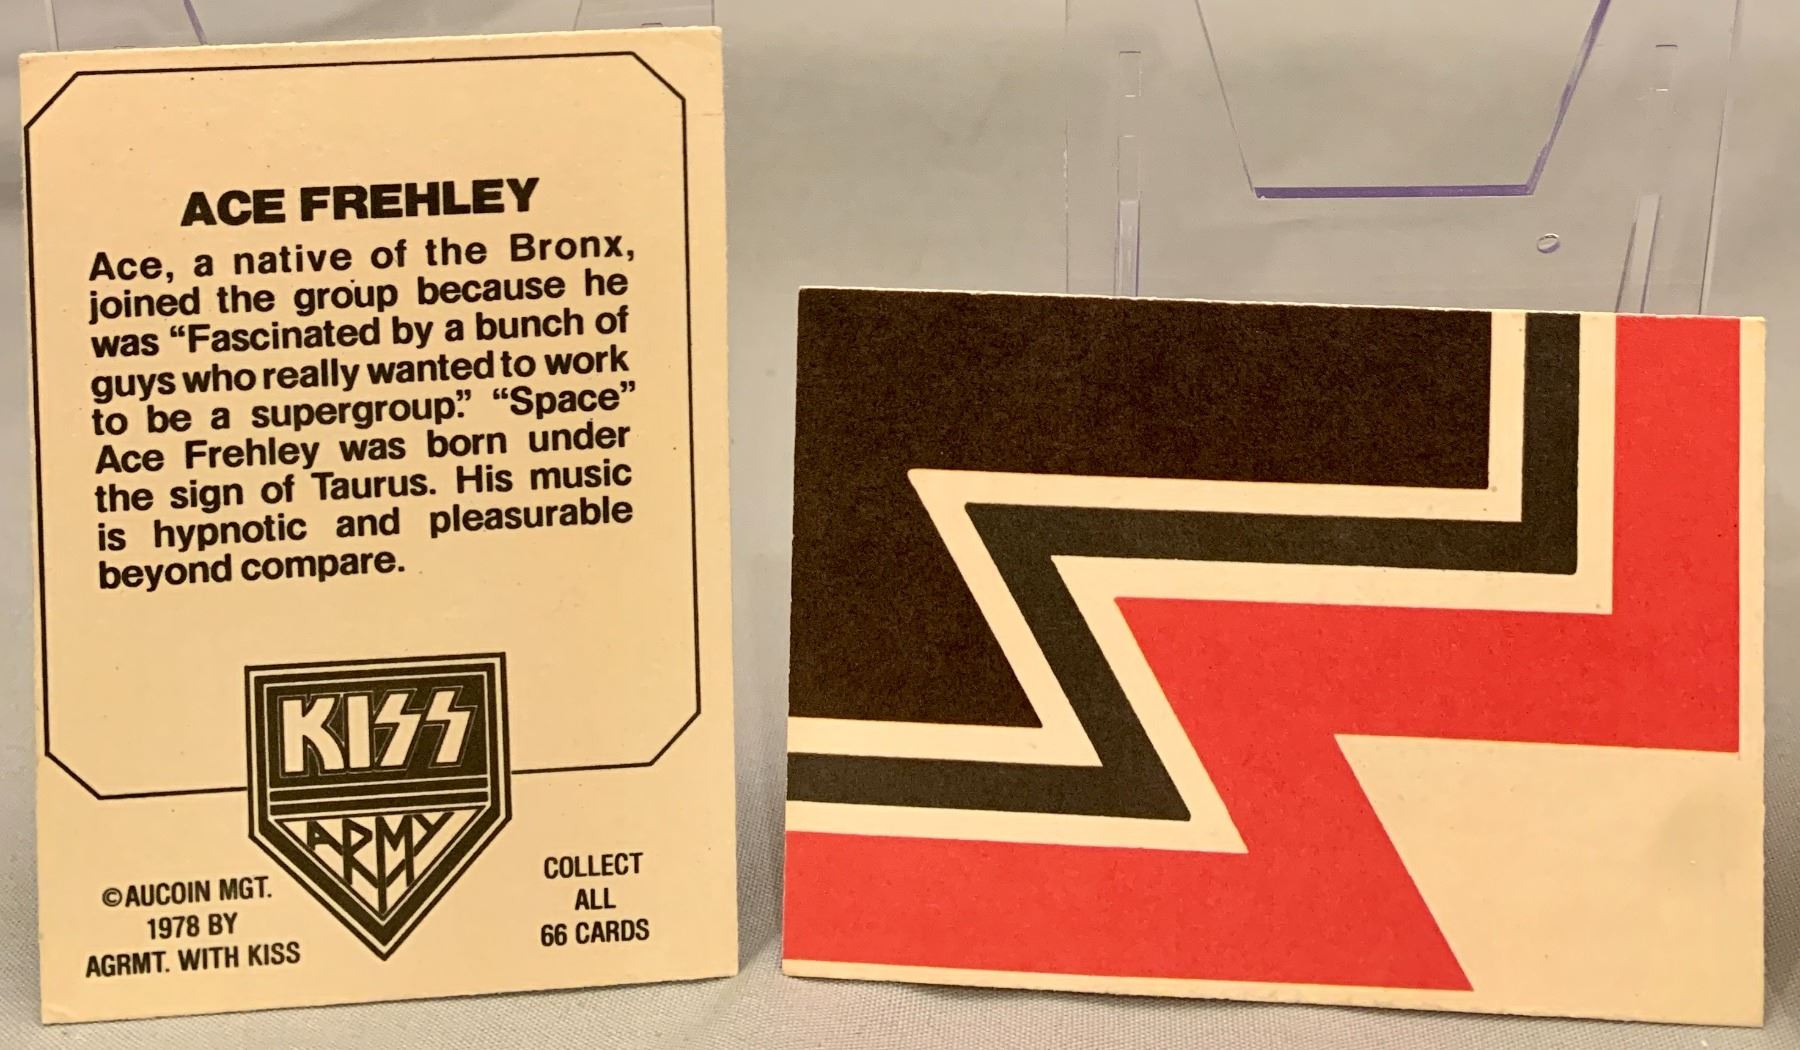 ACE FREHLEY
Ace, a native of the Bronx,
joined the group because he
was “Fascinated by a bunch of
guys who really wanted to work
to be a supergroup.” “Space”
Ace Frehley was born under
the sign of Taurus. His music
is hypnotic and pleasurable
beyond compare.
KISS
ARMY
©AUCOIN MGT.
1978 BY
AGRMT. WITH KISS
COLLECT
ALL
66 CARDS